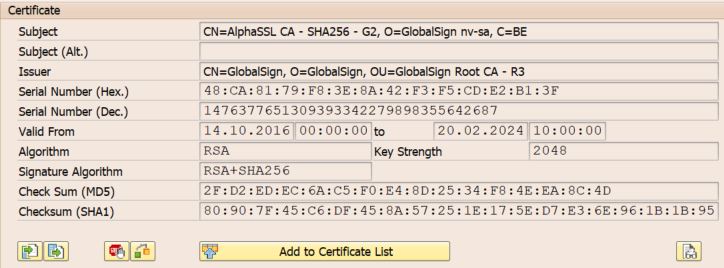 Certificate
Subject CN=AlphaSSL CA - SHA256 - G2, O=GlobalSign nv-sa, C=BE
Subject (Alt.)
Issuer CN=GlobalSign, O=GlobalSign, OU=GlobalSign Root CA - R3
Serial Number (Hex.) 48:CA:81:79:F8:3E:8A:42:F3:F5:CD:E2:B1:3F
Serial Number (Dec.) 1476377651309393342279898355642687
Valid From 14.10.2016 00:00:00 to 20.02.2024 10:00:00
Algorithm RSA Key Strength 2048
Signature Algorithm RSA+SHA256
Check Sum (MD5) 2F:D2:ED:EC:6A:C5:F0:E4:8D:25:34:F8:4E:EA:8C:4D
Checksum (SHA1) 80:90:7F:45:C6:DF:45:8A:57:25:1E:17:5E:D7:E3:6E:96:1B:1B:95
Add to Certificate List